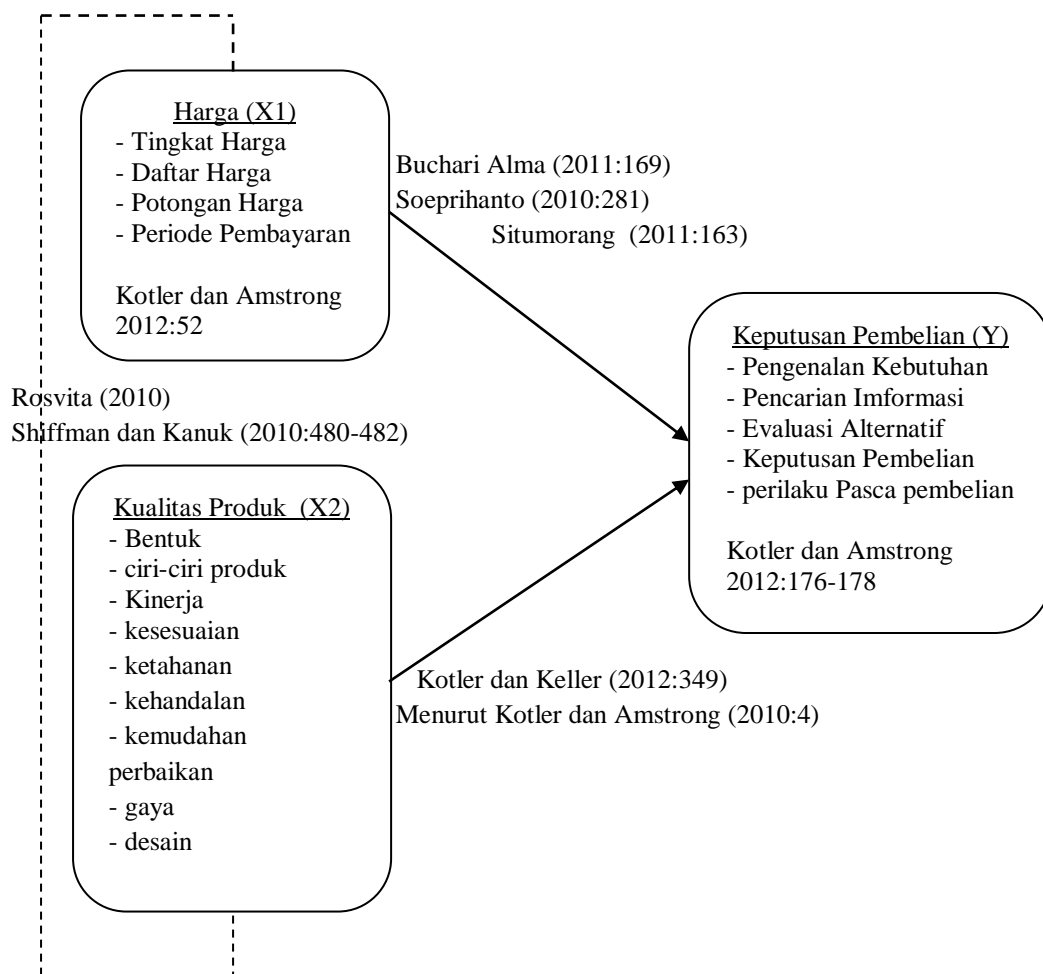 Harga (X1)
- Tingkat Harga
- Daftar Harga
- Potongan Harga
- Periode Pembayaran
Kotler dan Amstrong
2012:52
Buchari Alma (2011:169)
Soeprihanto (2010:281)
Situmorang (2011:163)
Keputusan Pembelian (Y)
- Pengenalan Kebutuhan
- Pencarian Imformasi
- Evaluasi Alternatif
- Keputusan Pembelian
- perilaku Pasca pembelian
Kotler dan Amstrong
2012:176-178
Rosvita (2010)
Shiffman dan Kanuk (2010:480-482)
Kualitas Produk (X2)
- Bentuk
- ciri-ciri produk
- Kinerja
- kesesuaian
- ketahanan
- kehandalan
- kemudahan
perbaikan
- gaya
- desain
Kotler dan Keller (2012:349)
Menurut Kotler dan Amstrong (2010:4)